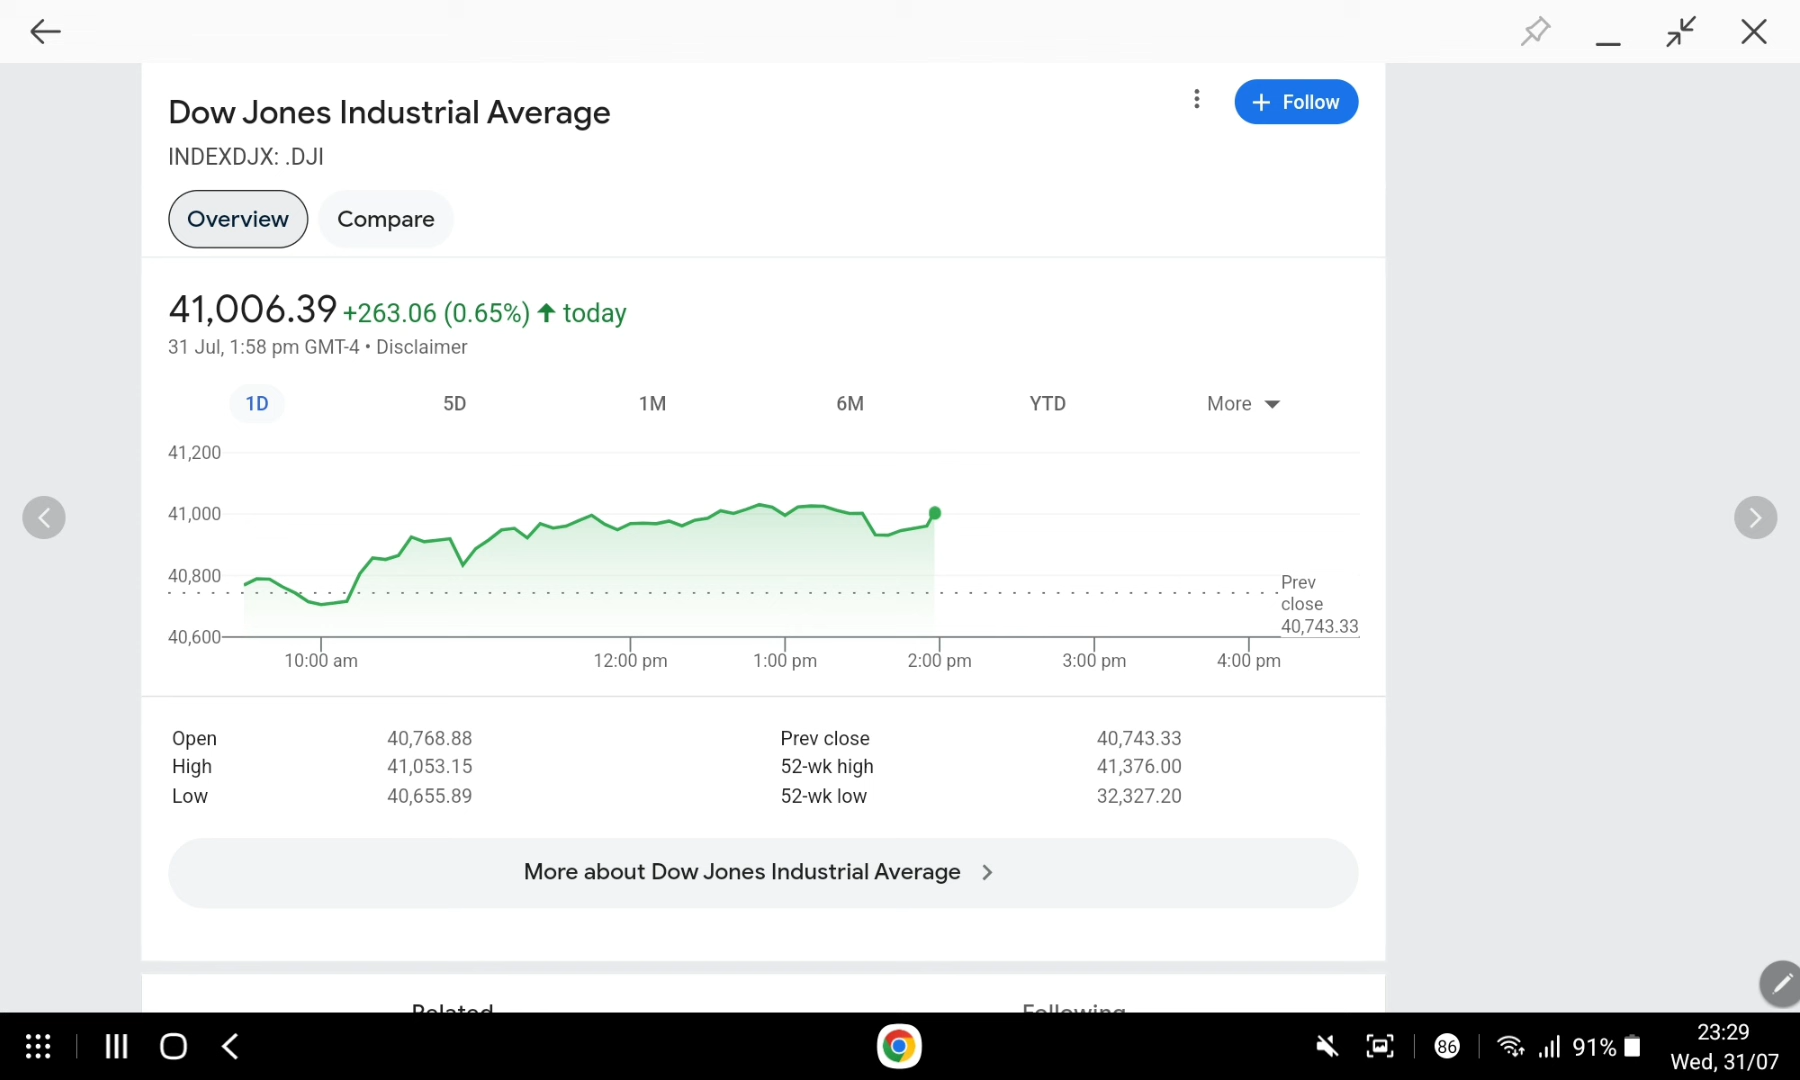 Dow Jones Industrial Average
+ Follow
INDEXDJX: .DJI
Overview
Compare
41,006.39 +263.06 (0.65%) ↑ today
31 Jul, 1:58 pm GMT-4 • Disclaimer
1D 5D 1M 6M YTD More
41,200
41,000
40,800
40,600
Prev
close
40,743.33
10:00 am 12:00 pm 1:00 pm 2:00 pm 3:00 pm 4:00 pm
Open 40,768.88 Prev close 40,743.33
High 41,053.15 52-wk high 41,376.00
Low 40,655.89 52-wk low 32,327.20
More about Dow Jones Industrial Average
Related Following
86 91% 23:29
Wed, 31/07